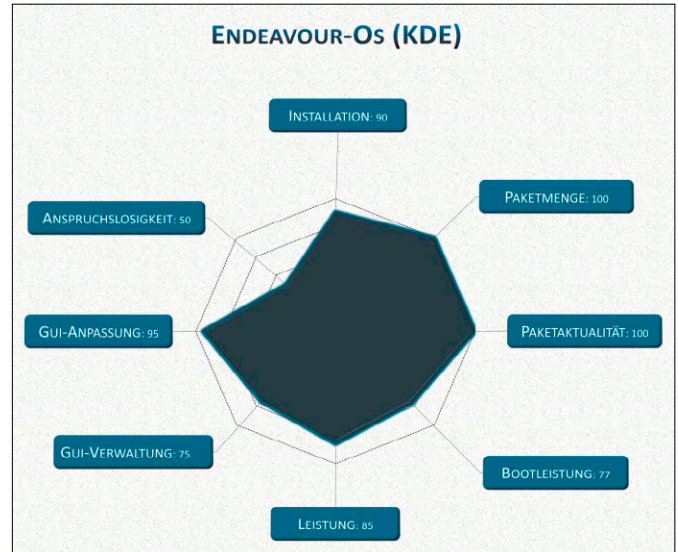 Endeavour-Os (KDE)
Installation: 90
Paketmenge: 100
Anspruchslosigkeit: 50
Gui-Anpassung: 95
Paketaktualität: 100
Gui-Verwaltung: 75
Bootleistung: 77
Leistung: 85